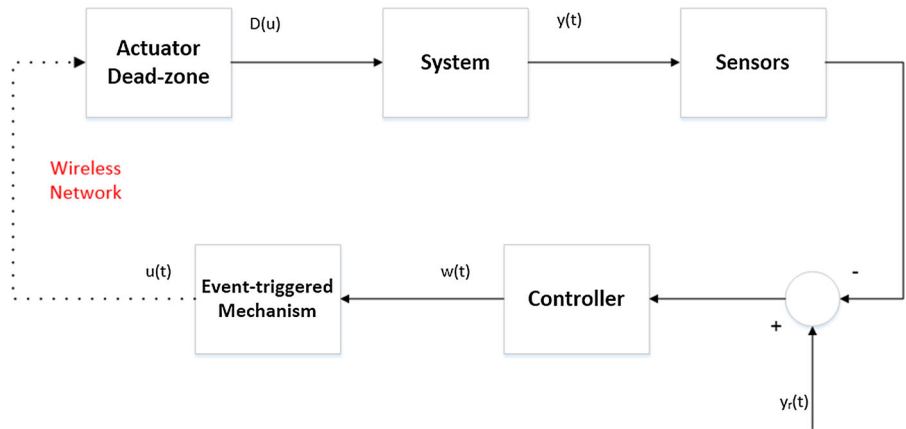 D(u)
y(t)
Actuator
Dead-zone
System
Sensors
Wireless
Network
u(t)
Event-triggered
Mechanism
w(t)
Controller
-
+
yᵣ(t)